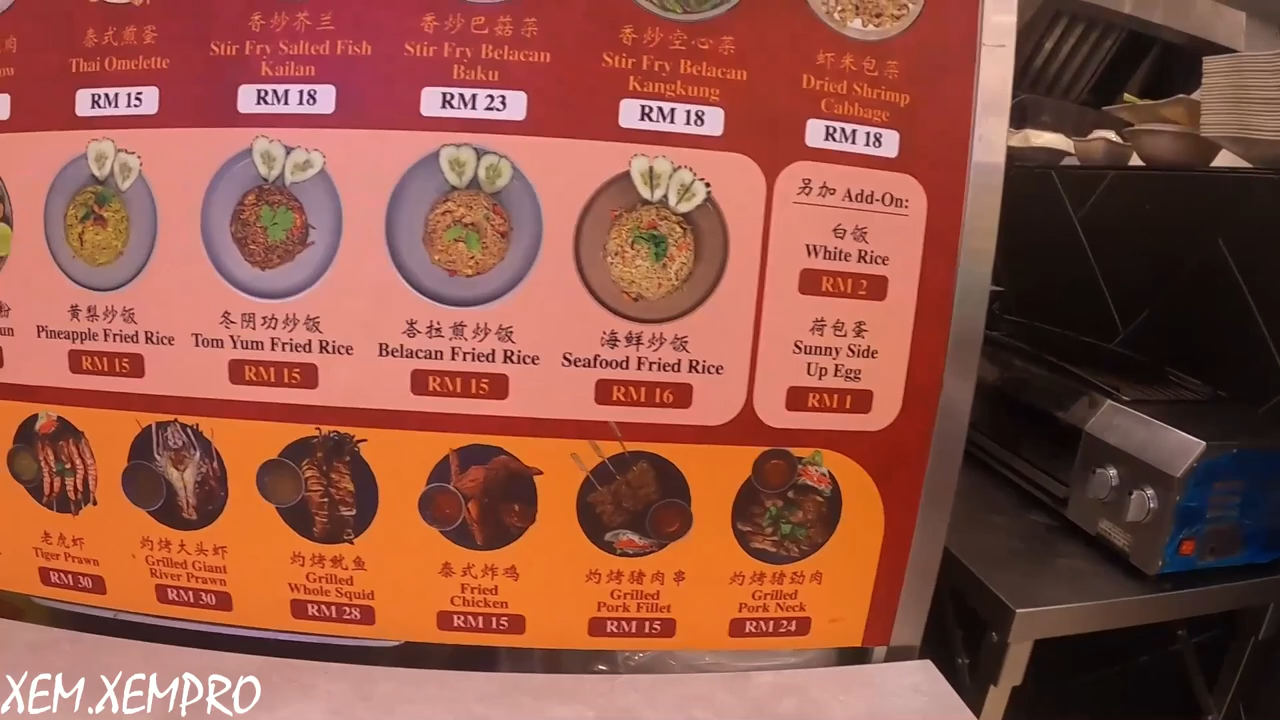 肉
泰式煎蛋
Thai Omelette
RM 15
香炒芥兰
Stir Fry Salted Fish
Kailan
RM 18
香炒巴菇菜
Stir Fry Belacan
Baku
RM 23
香炒空心菜
Stir Fry Belacan
Kangkung
RM 18
虾米包菜
Dried Shrimp
Cabbage
RM 18
粉
黄梨炒饭
Pineapple Fried Rice
RM 15
冬阴功炒饭
Tom Yum Fried Rice
RM 15
峇拉煎炒饭
Belacan Fried Rice
RM 15
海鲜炒饭
Seafood Fried Rice
RM 16
另加 Add-On:
白饭
White Rice
RM 2
荷包蛋
Sunny Side
Up Egg
RM 1
老虎虾
Tiger Prawn
RM 30
灼烤大头虾
Grilled Giant
River Prawn
RM 30
灼烤鱿鱼
Grilled
Whole Squid
RM 28
泰式炸鸡
Fried
Chicken
RM 15
灼烤猪肉串
Grilled
Pork Fillet
RM 15
灼烤猪劲肉
Grilled
Pork Neck
RM 24
XEM.XEMPRO